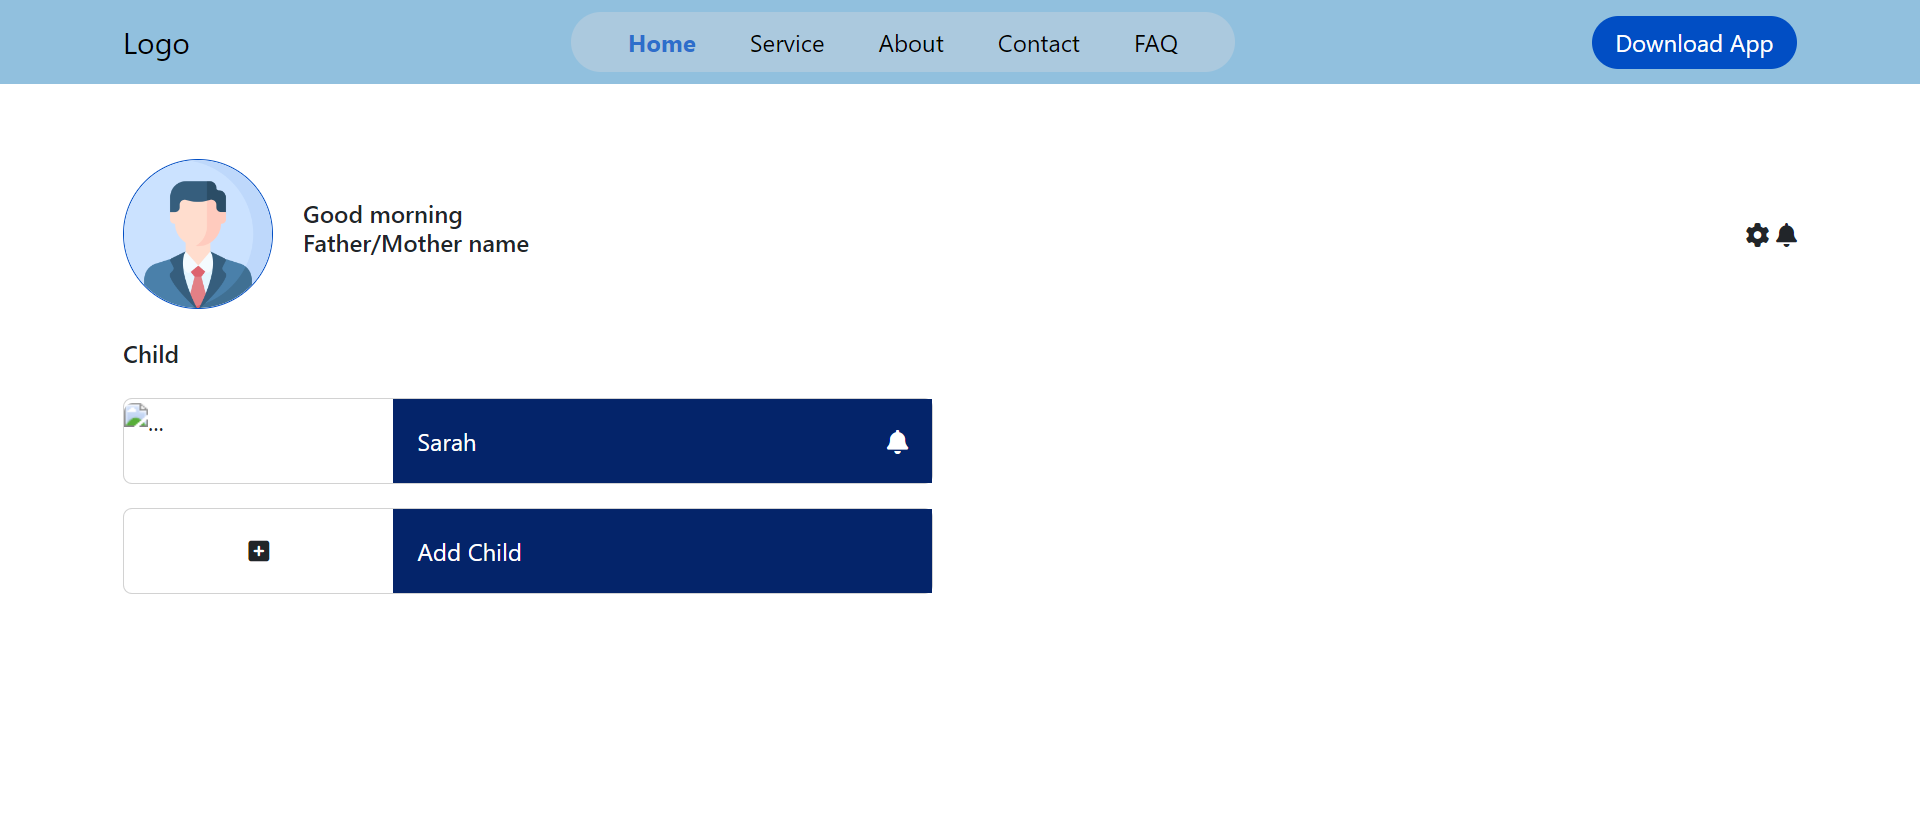 Logo
Home Service About Contact FAQ
Download App
Good morning
Father/Mother name
Child
...
Sarah
Add Child